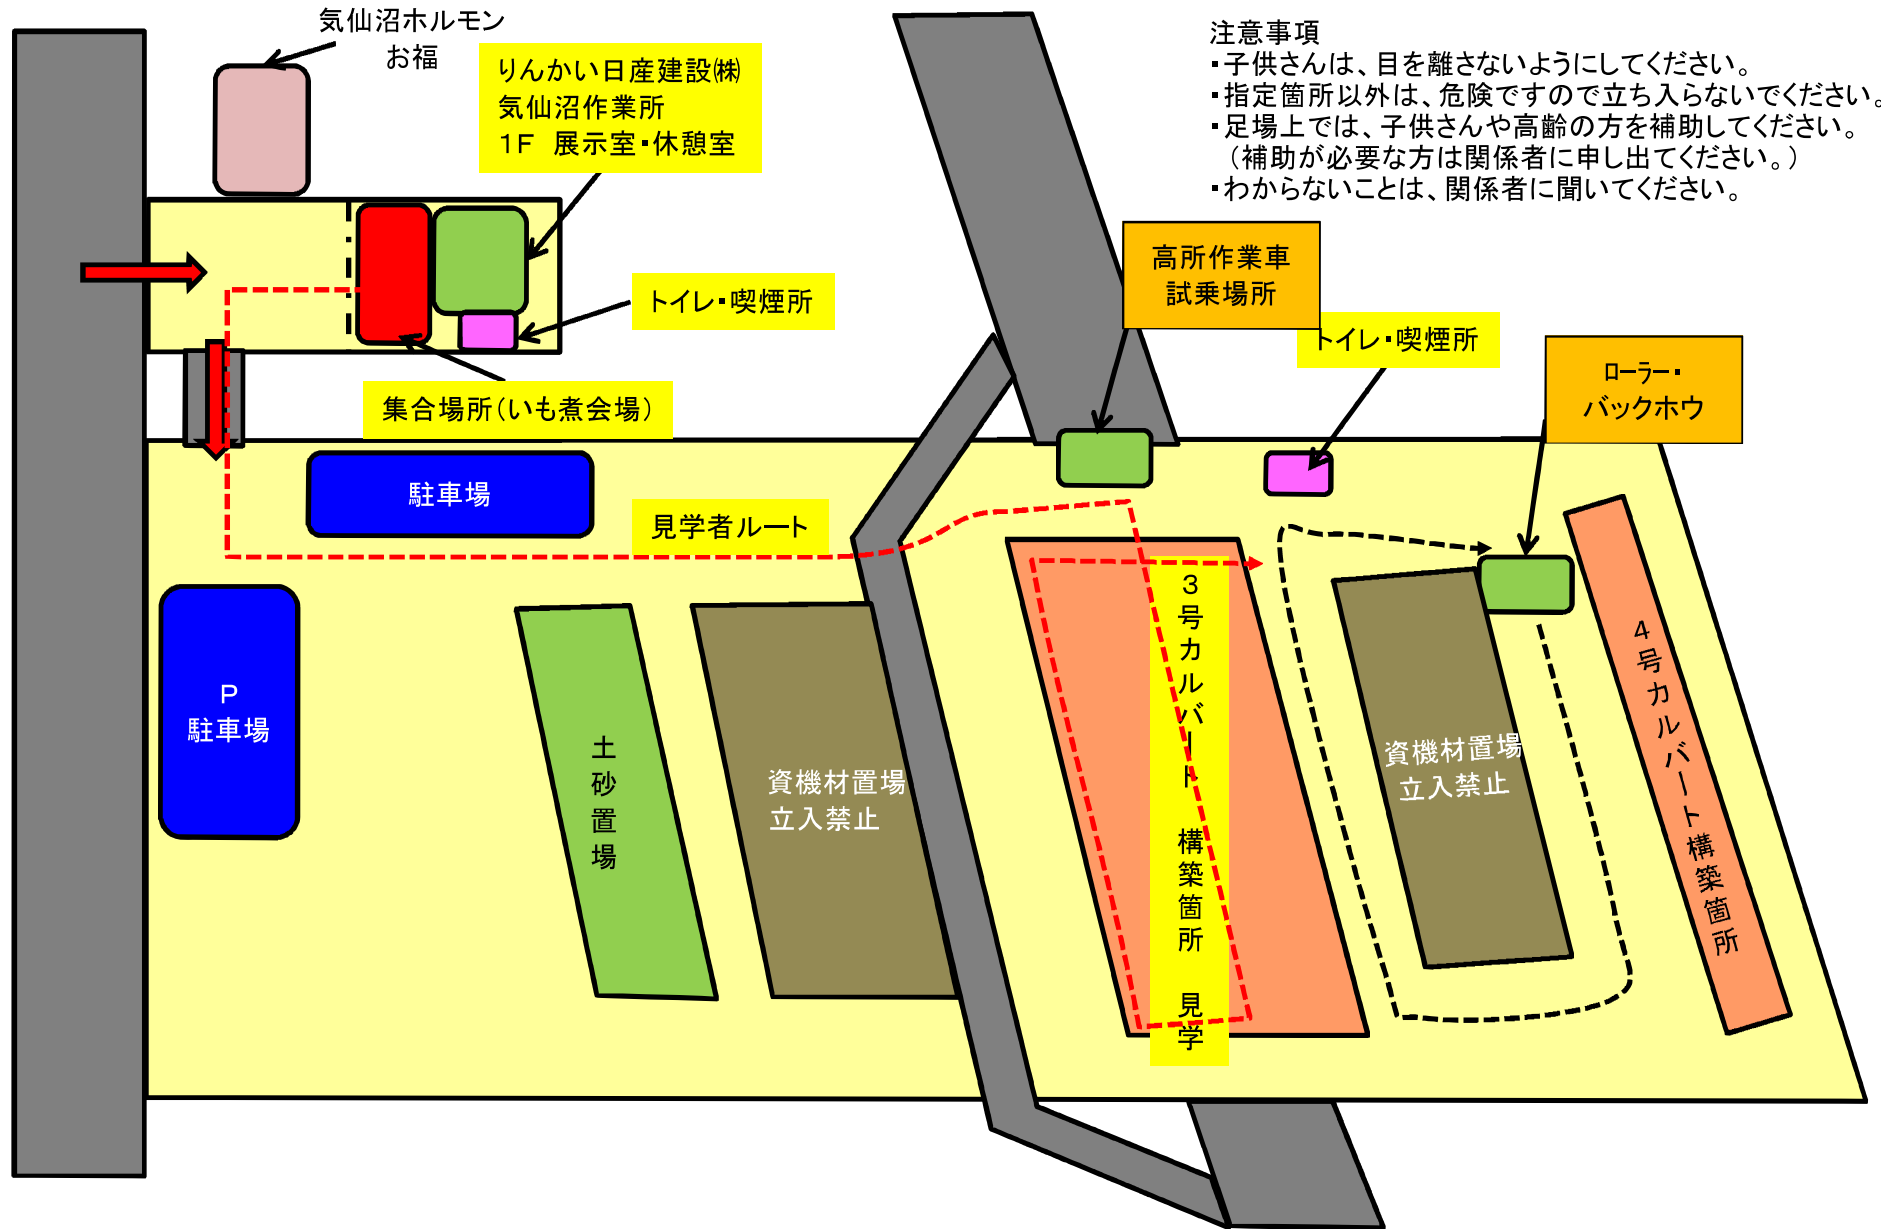 気仙沼ホルモン
お福
りんかい日産建設㈱
気仙沼作業所
1F 展示室・休憩室
注意事項
・子供さんは、目を離さないようにしてください。
・指定箇所以外は、危険ですので立ち入らないでください。
・足場上では、子供さんや高齢の方を補助してください。
（補助が必要な方は関係者に申し出てください。）
・わからないことは、関係者に聞いてください。
トイレ・喫煙所
集合場所（いも煮会場）
高所作業車
試乗場所
トイレ・喫煙所
ローラー・
バックホウ
駐車場
見学者ルート
P
駐車場
土砂置場
資機材置場
立入禁止
3号カルバート 構築箇所 見学
資機材置場
立入禁止
4号カルバート構築箇所